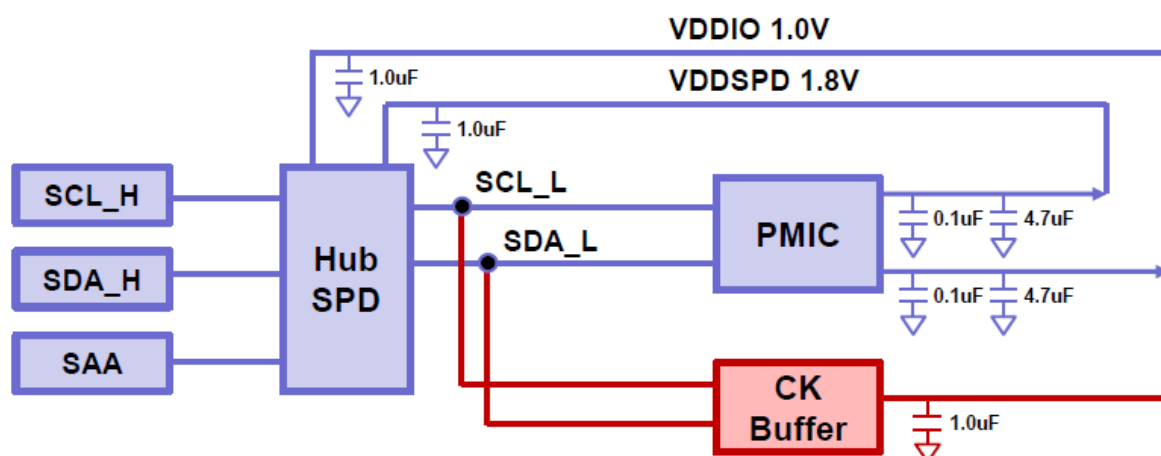 VDDIO 1.0V
1.0uF
VDDSPD 1.8V
1.0uF
SCL_H
SCL_L
0.1uF
4.7uF
PMIC
SDA_L
Hub
SPD
SDA_H
0.1uF
4.7uF
SAA
CK
Buffer
1.0uF